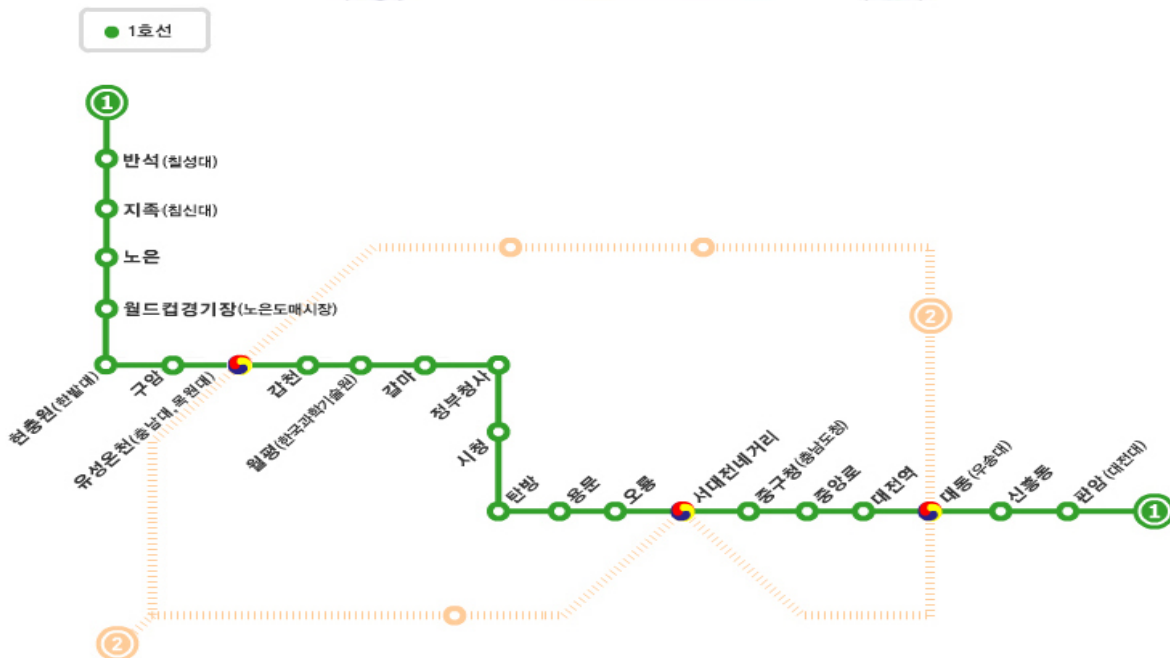 1호선
1
반석(칠성대)
지족(침신대)
노은
월드컵경기장(노은도매시장)
2
현충원(한밭대)
구암
유성온천(충남대,목원대)
갑천
월평(한국과학기술원)
갈마
정부청사
시청
탄방
용문
오룡
서대전네거리
중구청(충남도청)
중앙로
대전역
대동(우송대)
신흥동
판암(대전대)
1
2